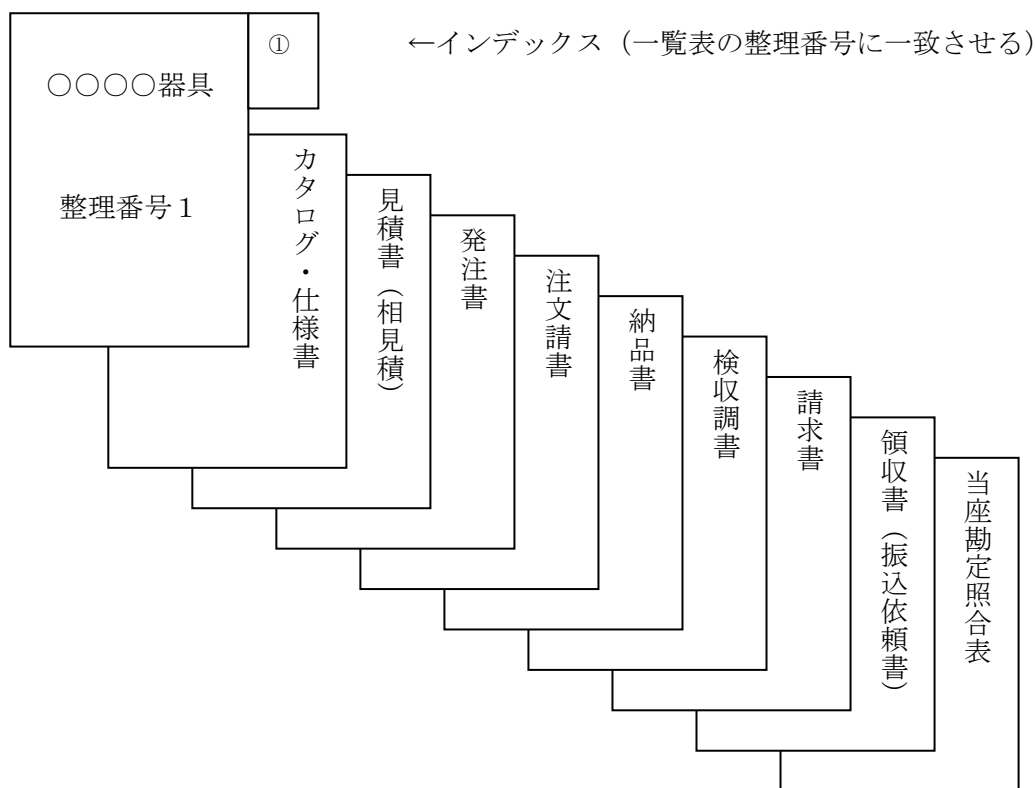 ①
←インデックス（一覧表の整理番号に一致させる）
○○○○器具
整理番号１
カタログ・仕様書
見積書（相見積）
発注書
注文請書
納品書
検収調書
請求書
領収書（振込依頼書）
当座勘定照合表